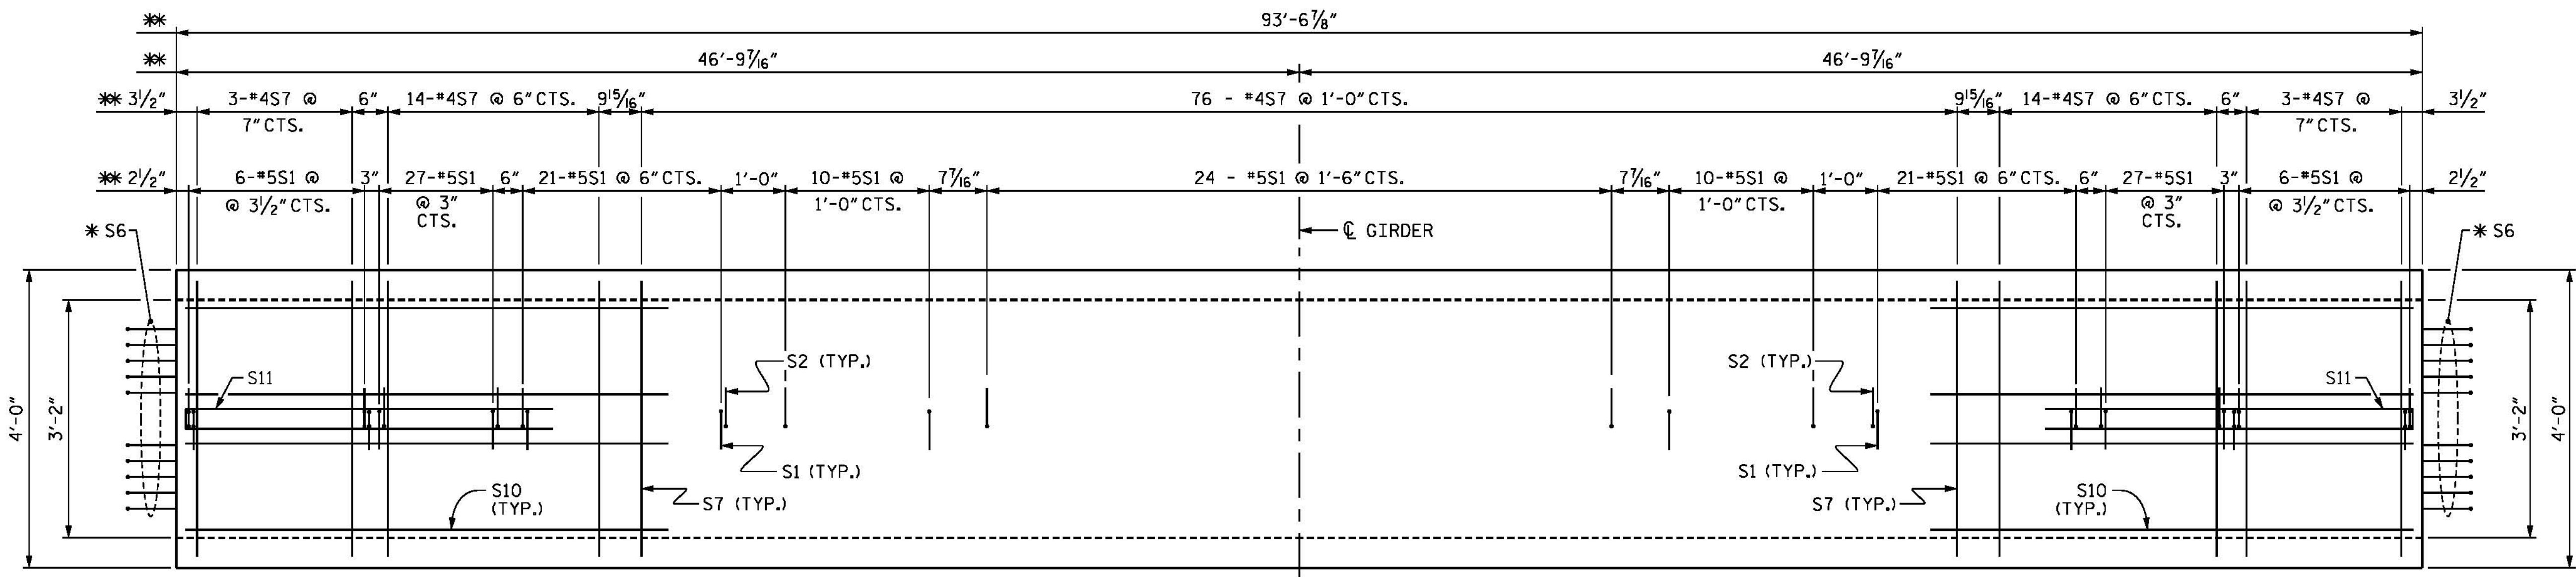 ** 93'-6⅞"
** 46'-9⁷⁄₁₆" 46'-9⁷⁄₁₆"
** 3½" 3-#4S7 @ 6" 14-#4S7 @ 6" CTS. 9¹⁵⁄₁₆" 76 - #4S7 @ 1'-0" CTS. 9¹⁵⁄₁₆" 14-#4S7 @ 6" CTS. 6" 3-#4S7 @ 3½"
7" CTS. 7" CTS.
** 2½" 6-#5S1 @ 3" 27-#5S1 6" 21-#5S1 @ 6" CTS. 1'-0" 10-#5S1 @ 7⁷⁄₁₆" 24 - #5S1 @ 1'-6" CTS. 7⁷⁄₁₆" 10-#5S1 @ 1'-0" 21-#5S1 @ 6" CTS. 6" 27-#5S1 3" 6-#5S1 @ 2½"
@ 3½" CTS. @ 3" 1'-0" CTS. 1'-0" CTS. @ 3" @ 3½" CTS.
CTS. CTS.
* S6 ℄ GIRDER * S6
S2 (TYP.) S2 (TYP.)
S11 S11
4'-0" 3'-2" 3'-2" 4'-0"
S1 (TYP.) S1 (TYP.)
S10 S7 (TYP.) S7 (TYP.) S10
(TYP.) (TYP.)